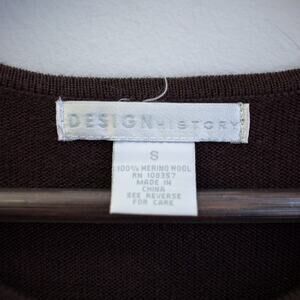 DESIGN HISTORY
S
100% MERINO WOOL
RN 108357
MADE IN
CHINA
SEE REVERSE
FOR CARE